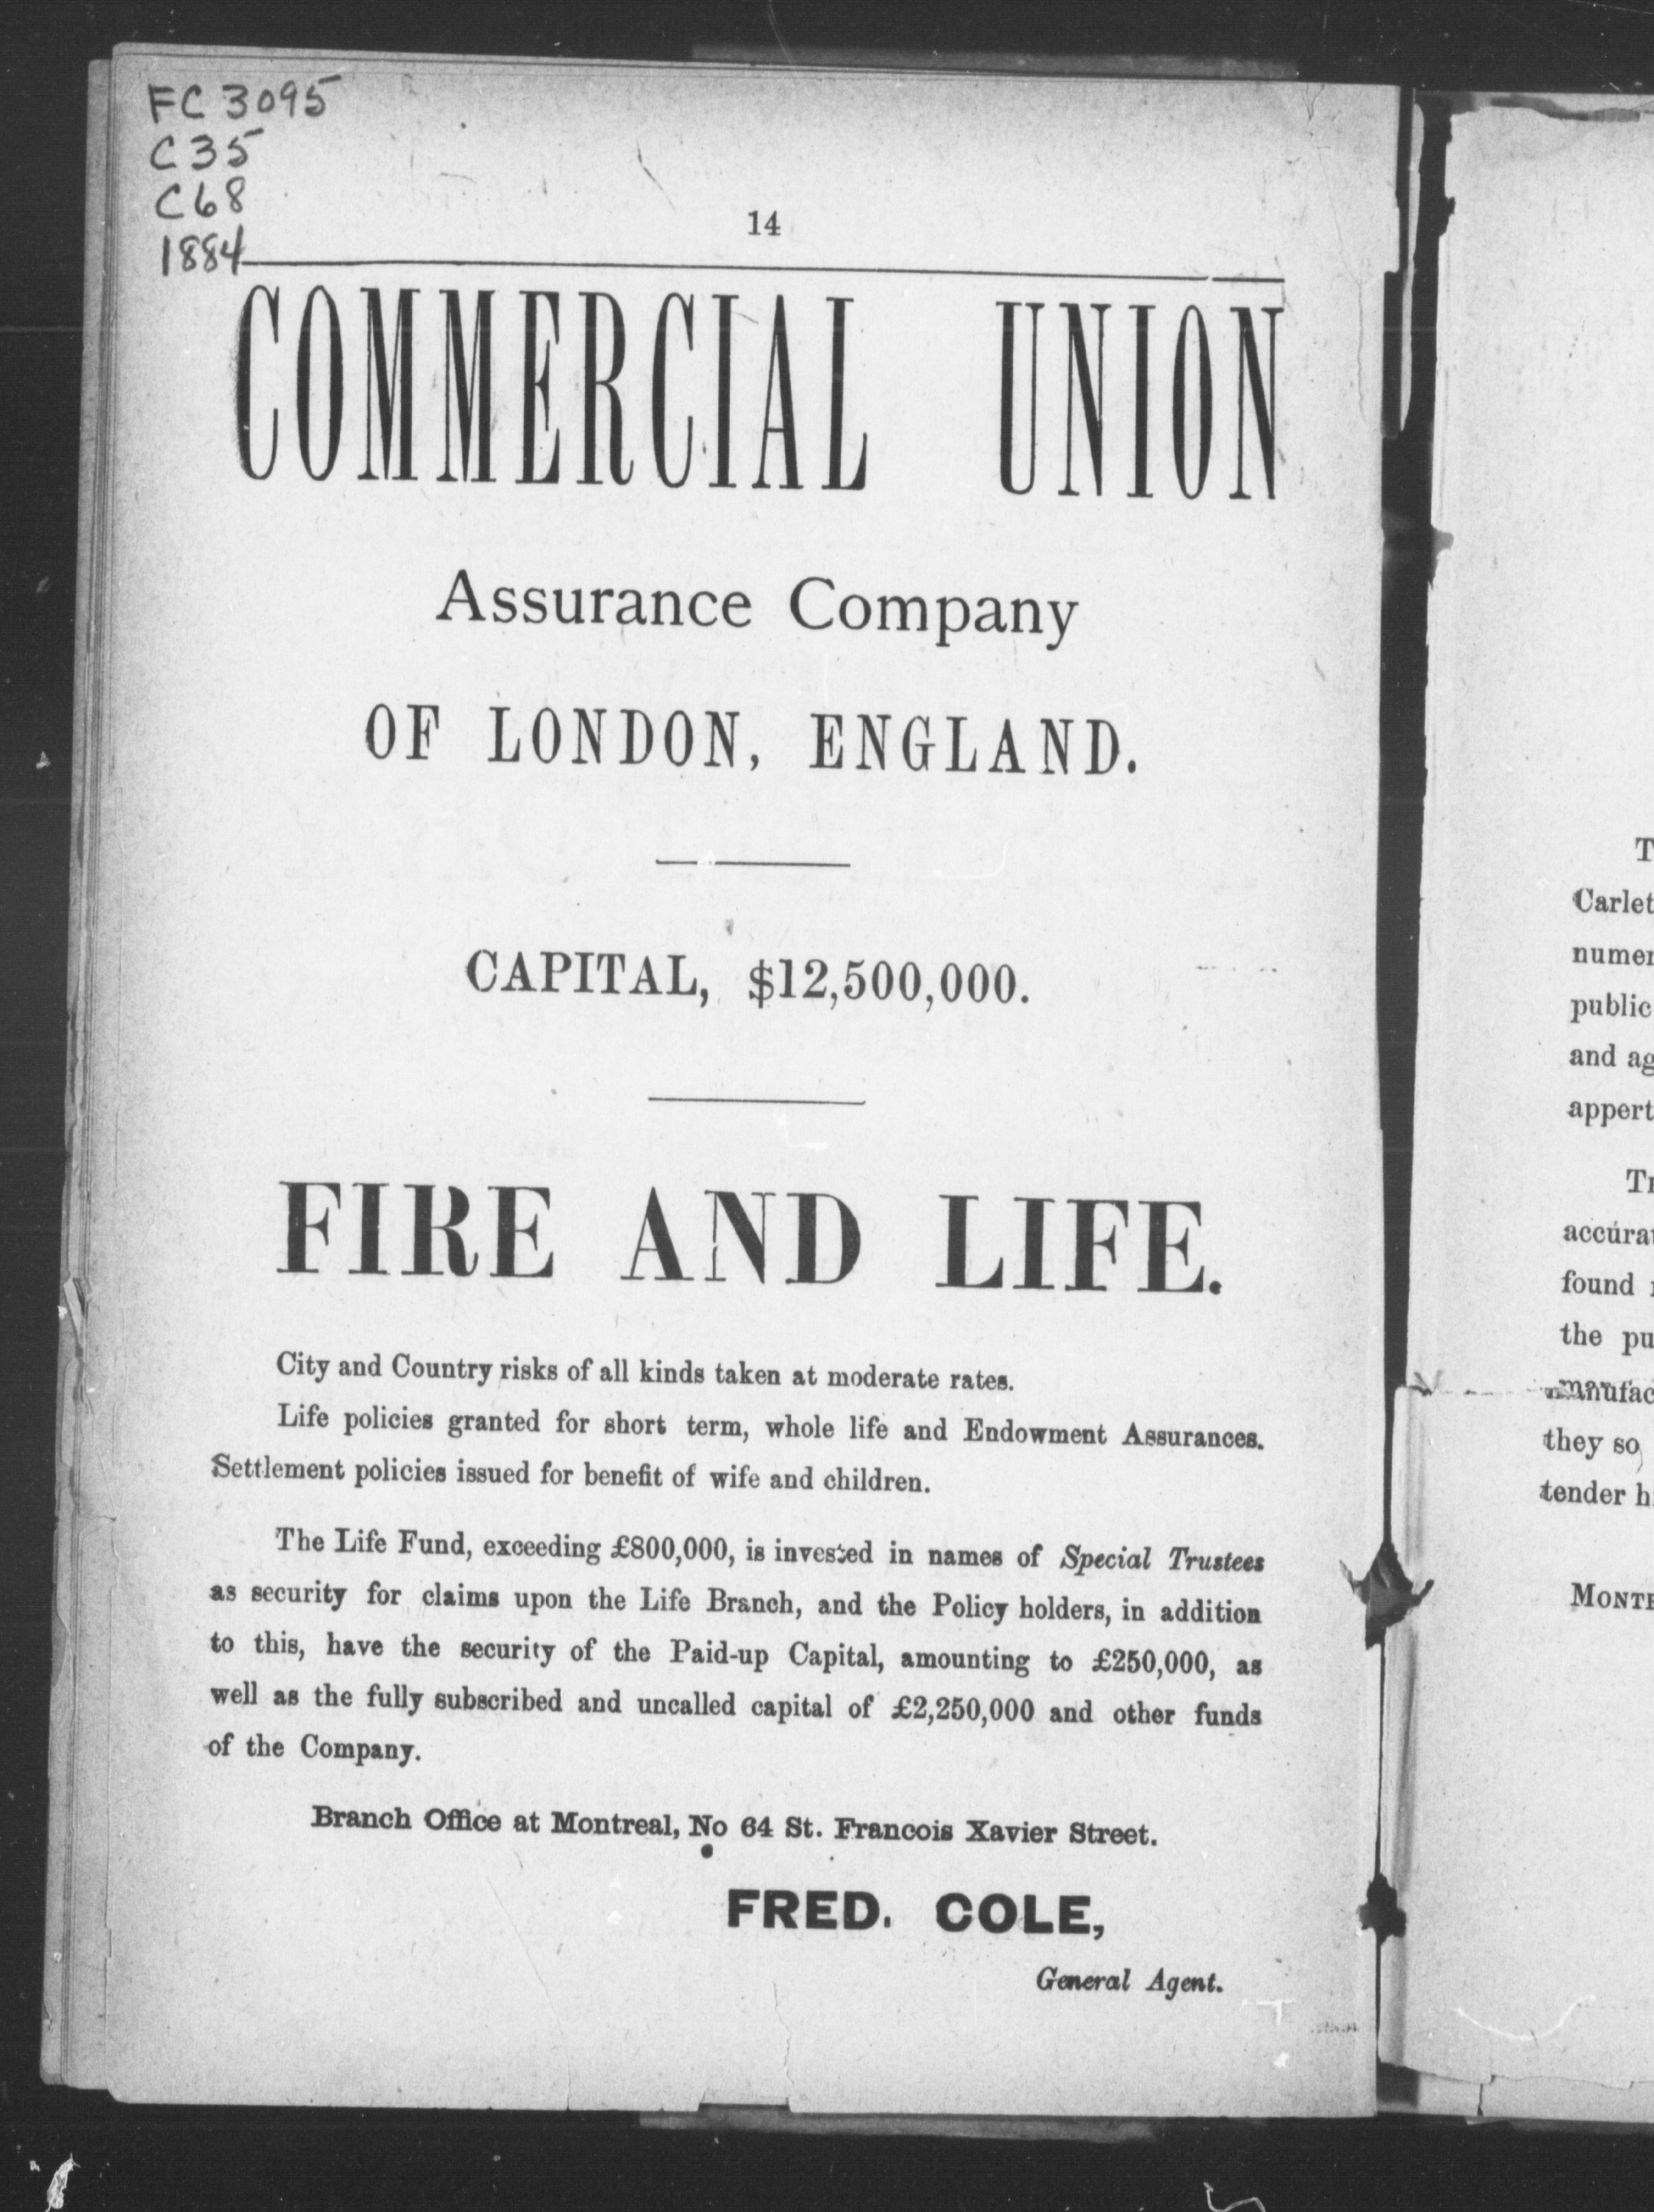 FC 3095
C35
C68
1884
14
COMMERCIAL UNION
Assurance Company
OF LONDON, ENGLAND.
CAPITAL, $12,500,000.
FIRE AND LIFE.
City and Country risks of all kinds taken at moderate rates.
Life policies granted for short term, whole life and Endowment Assurances.
Settlement policies issued for benefit of wife and children.
The Life Fund, exceeding £800,000, is invested in names of Special Trustees
as security for claims upon the Life Branch, and the Policy holders, in addition
to this, have the security of the Paid-up Capital, amounting to £250,000, as
well as the fully subscribed and uncalled capital of £2,250,000 and other funds
of the Company.
Branch Office at Montreal, No 64 St. Francois Xavier Street.
FRED. COLE,
General Agent.
T
Carlet
numer
public
and ag
appert
accura
found
the pu
manufac
they so
tender h